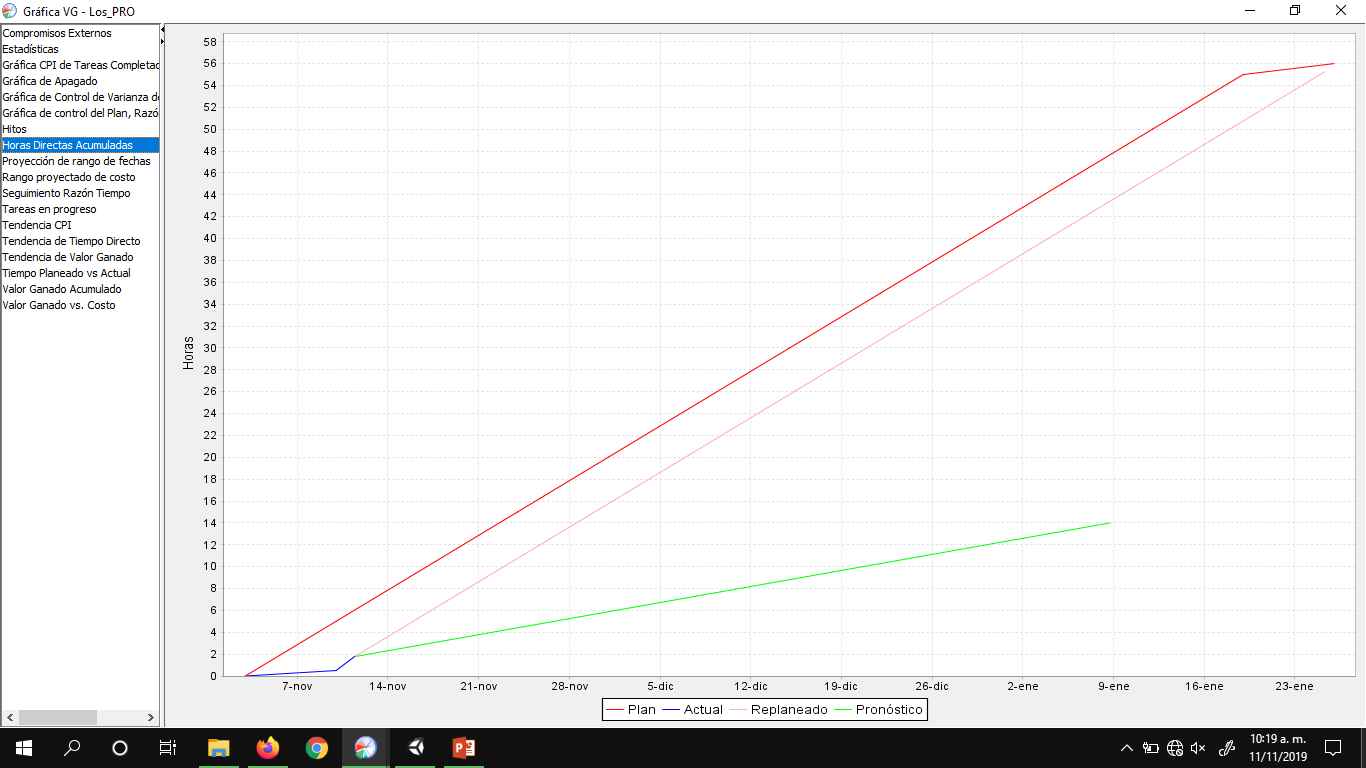 Gráfica VG - Los_PRO
Compromisos Externos
Estadísticas
Gráfica CPI de Tareas Completac
Gráfica de Apagado
Gráfica de Control de Varianza de
Gráfica de control del Plan, Razó
Hitos
Horas Directas Acumuladas
Proyección de rango de fechas
Rango proyectado de costo
Seguimiento Razón Tiempo
Tareas en progreso
Tendencia CPI
Tendencia de Tiempo Directo
Tendencia de Valor Ganado
Tiempo Planeado vs Actual
Valor Ganado Acumulado
Valor Ganado vs. Costo
Horas
58
56
54
52
50
48
46
44
42
40
38
36
34
32
30
28
26
24
22
20
18
16
14
12
10
8
6
4
2
0
7-nov 14-nov 21-nov 28-nov 5-dic 12-dic 19-dic 26-dic 2-ene 9-ene 16-ene 23-ene
Plan Actual Replaneado Pronóstico
10:19 a. m.
11/11/2019